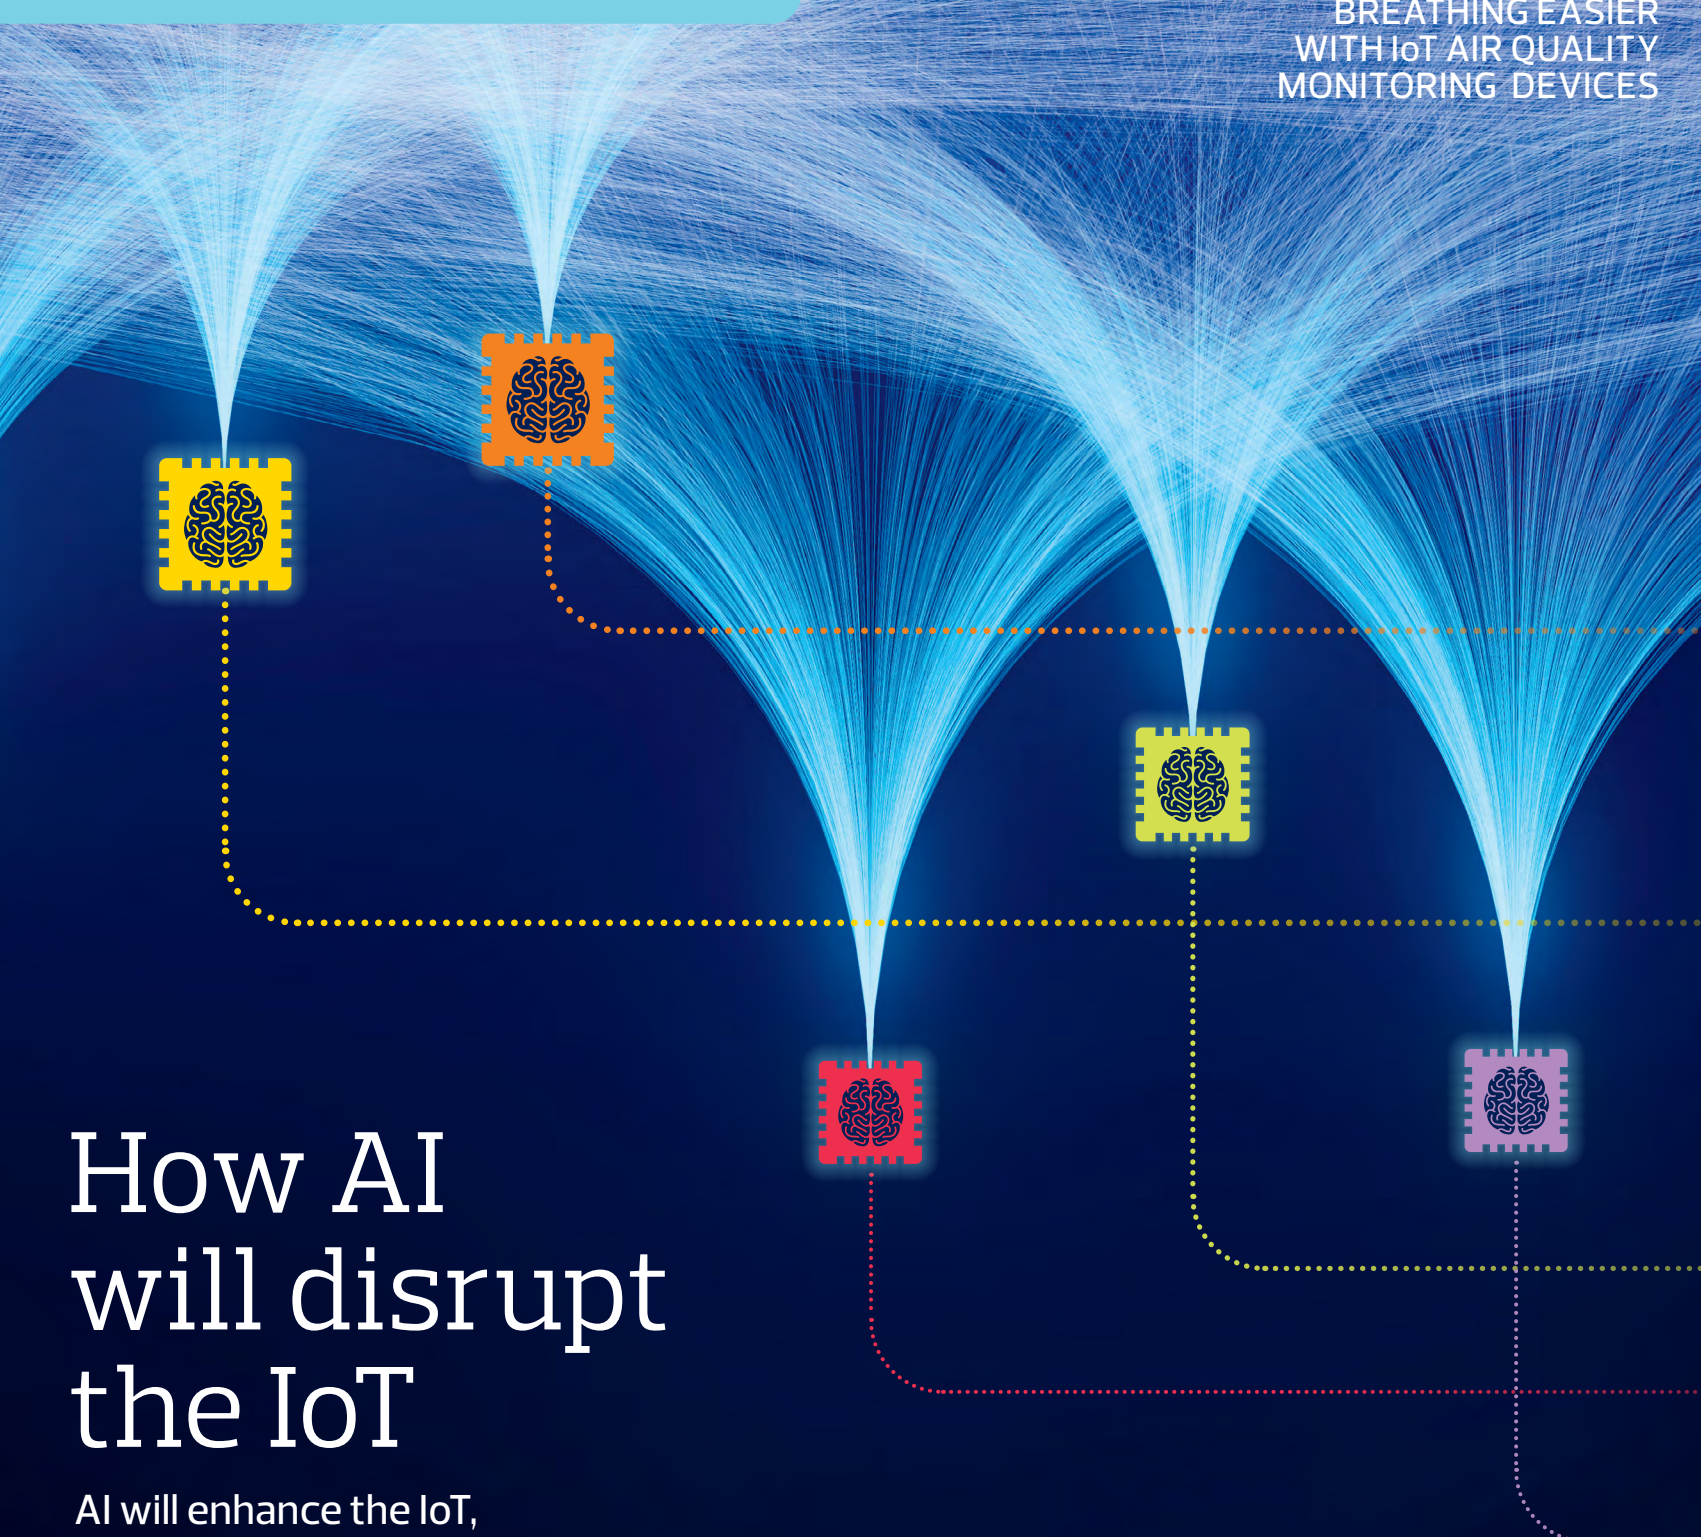 BREATHING EASIER
WITH IoT AIR QUALITY
MONITORING DEVICES
How AI
will disrupt
the IoT
AI will enhance the IoT,